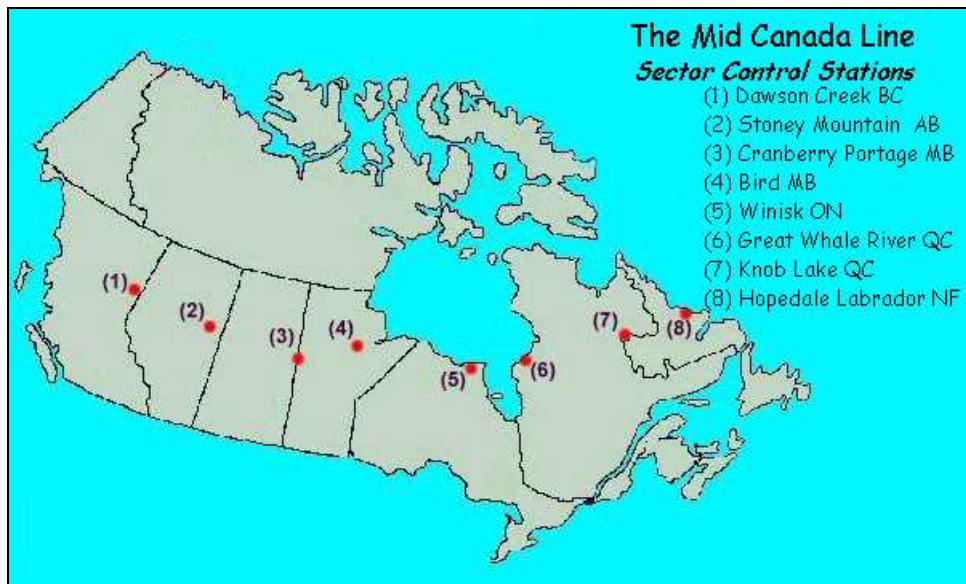 The Mid Canada Line
Sector Control Stations
(1) Dawson Creek BC
(2) Stoney Mountain AB
(3) Cranberry Portage MB
(4) Bird MB
(5) Winisk ON
(6) Great Whale River QC
(7) Knob Lake QC
(8) Hopedale Labrador NF
(1)
(2)
(3)
(4)
(5)
(6)
(7)
(8)